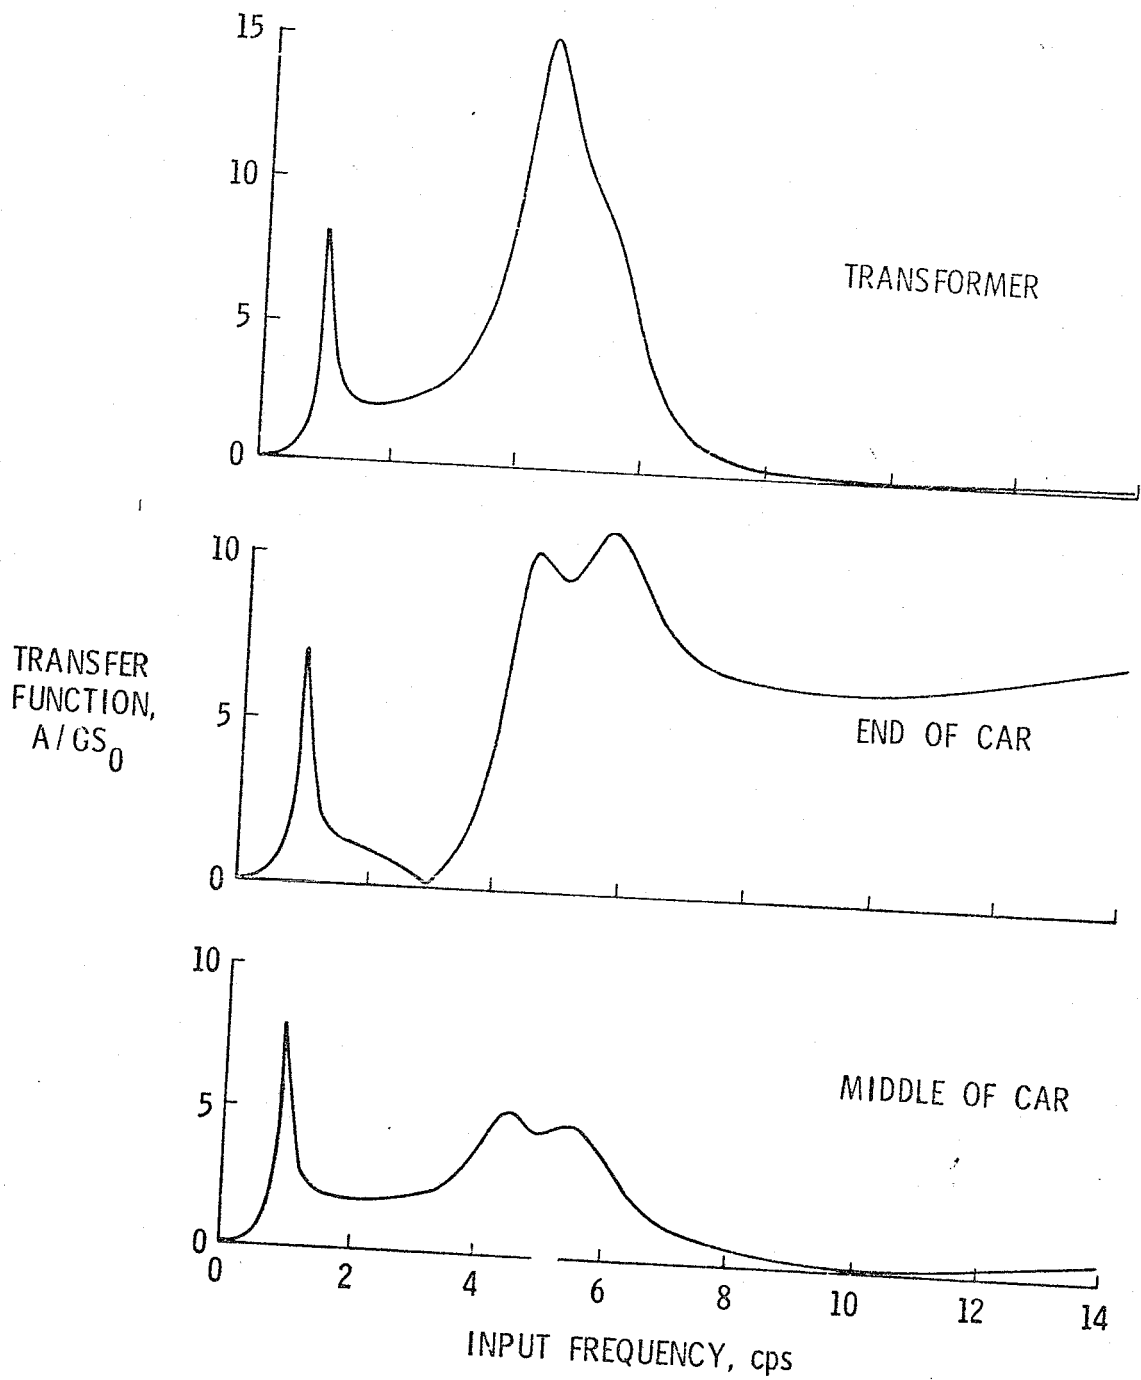 15
10
5
0
TRANSFORMER
10
5
0
END OF CAR
TRANSFER
FUNCTION,
A/GS0
10
5
0
MIDDLE OF CAR
0 2 4 6 8 10 12 14
INPUT FREQUENCY, cps